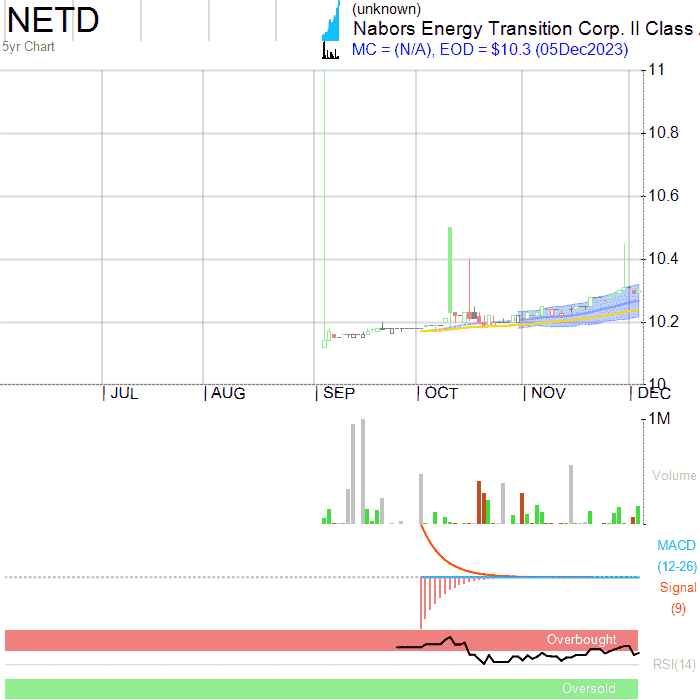 NETD
(unknown)
Nabors Energy Transition Corp. II Class
5yr Chart
MC = (N/A), EOD = $10.3 (05Dec2023)
11
10.8
10.6
10.4
10.2
10
JUL AUG SEP OCT NOV DEC
1M
Volume
MACD
(12-26)
Signal
(9)
Overbought
RSI(14)
Oversold